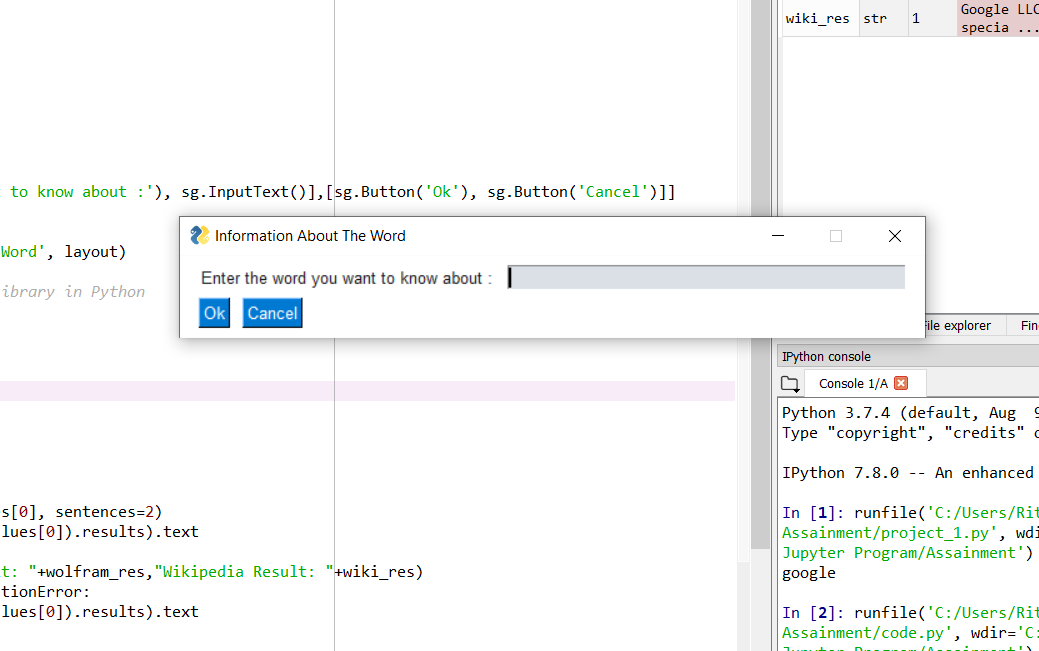 wiki_res str 1 Google LLC
specia ...
to know about :'), sg.InputText()],[sg.Button('Ok'), sg.Button('Cancel')]]
Information About The Word
Word', layout)
Enter the word you want to know about :
ibrary in Python
Ok Cancel
File explorer
IPython console
Console 1/A
Python 3.7.4 (default, Aug 9
Type "copyright", "credits"
IPython 7.8.0 -- An enhanced
s[0], sentences=2)
lues[0]).results).text
t: "+wolfram_res,"Wikipedia Result: "+wiki_res)
tionError:
lues[0]).results).text
In [1]: runfile('C:/Users/Rit
Assainment/project_1.py', wdi
Jupyter Program/Assainment')
google
In [2]: runfile('C:/Users/Rit
Assainment/code.py', wdir='C:
Jupyter Program/Assainment')